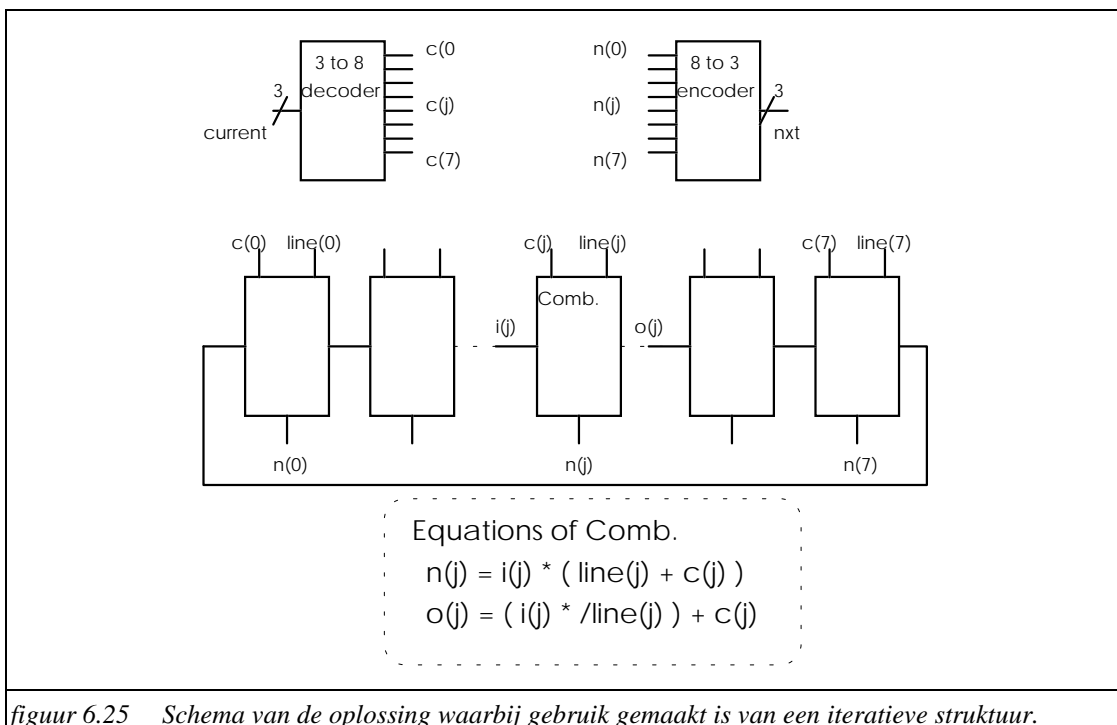 c(0
n(0)
3 to 8
decoder
8 to 3
encoder
3
3
c(j)
n(j)
current
nxt
c(7)
n(7)
c(0) line(0)
c(j) line(j)
c(7) line(7)
Comb.
i(j)
o(j)
n(0)
n(j)
n(7)
Equations of Comb.
n(j) = i(j) * ( line(j) + c(j) )
o(j) = ( i(j) * /line(j) ) + c(j)
figuur 6.25 Schema van de oplossing waarbij gebruik gemaakt is van een iteratieve struktuur.